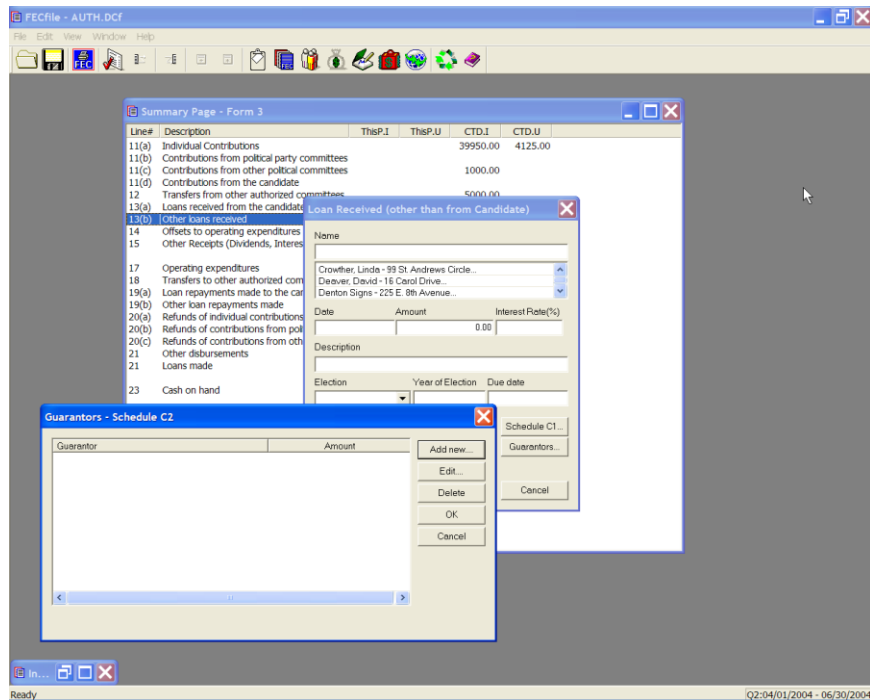 FECfile - AUTH.DCf
File Edit View Window Help
FEC
Summary Page - Form 3
Line# Description ThisP.I ThisP.U CTD.I CTD.U
11(a) Individual Contributions 39950.00 4125.00
11(b) Contributions from political party committees
11(c) Contributions from other political committees 1000.00
11(d) Contributions from the candidate
12 Transfers from other authorized committees 5000.00
13(a) Loans received from the candidate
13(b) Other loans received
14 Offsets to operating expenditures
15 Other Receipts (Dividends, Interes
17 Operating expenditures
18 Transfers to other authorized com
19(a) Loan repayments made to the can
19(b) Other loan repayments made
20(a) Refunds of individual contributions
20(b) Refunds of contributions from poli
20(c) Refunds of contributions from oth
21 Other disbursements
21 Loans made
23 Cash on hand
Loan Received (other than from Candidate)
Name
Crowther, Linda - 99 St. Andrews Circle...
Deaver, David - 16 Carol Drive...
Denton Signs - 225 E. 8th Avenue...
Date Amount Interest Rate(%)
0.00
Description
Election Year of Election Due date
Schedule C1...
Guarantors...
Cancel
Guarantors - Schedule C2
Guarantor Amount
Add new...
Edit...
Delete
OK
Cancel
In...
Ready Q2:04/01/2004 - 06/30/2004